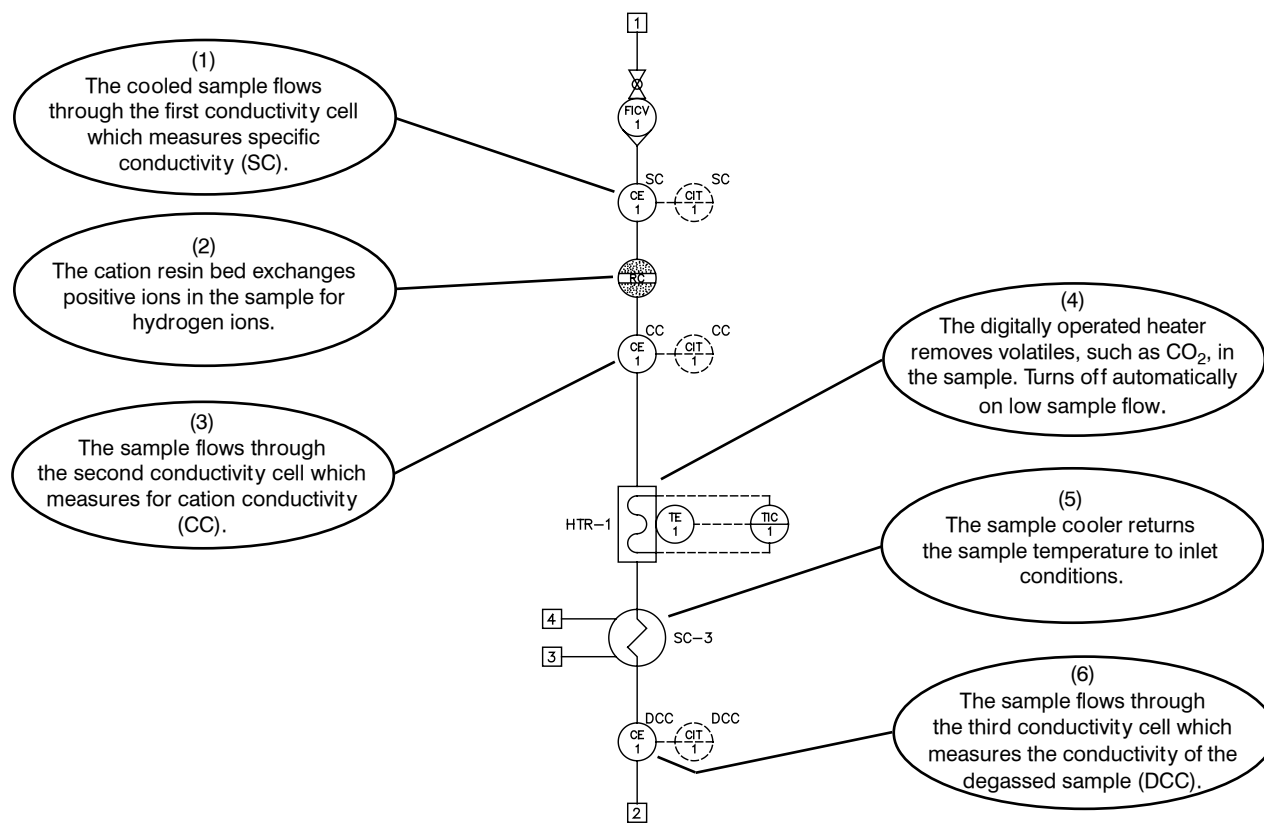 1
(1)
The cooled sample flows
through the first conductivity cell
which measures specific
conductivity (SC).
FICV
1
SC
SC
CE
1
CIT
1
(2)
The cation resin bed exchanges
positive ions in the sample for
hydrogen ions.
RC
CC
CC
CE
1
CIT
1
(3)
The sample flows through
the second conductivity cell which
measures for cation conductivity
(CC).
(4)
The digitally operated heater
removes volatiles, such as CO₂, in
the sample. Turns off automatically
on low sample flow.
HTR-1
TE
1
TIC
1
(5)
The sample cooler returns
the sample temperature to inlet
conditions.
4
3
SC-3
DCC
DCC
CE
1
CIT
1
(6)
The sample flows through
the third conductivity cell which
measures the conductivity of the
degassed sample (DCC).
2